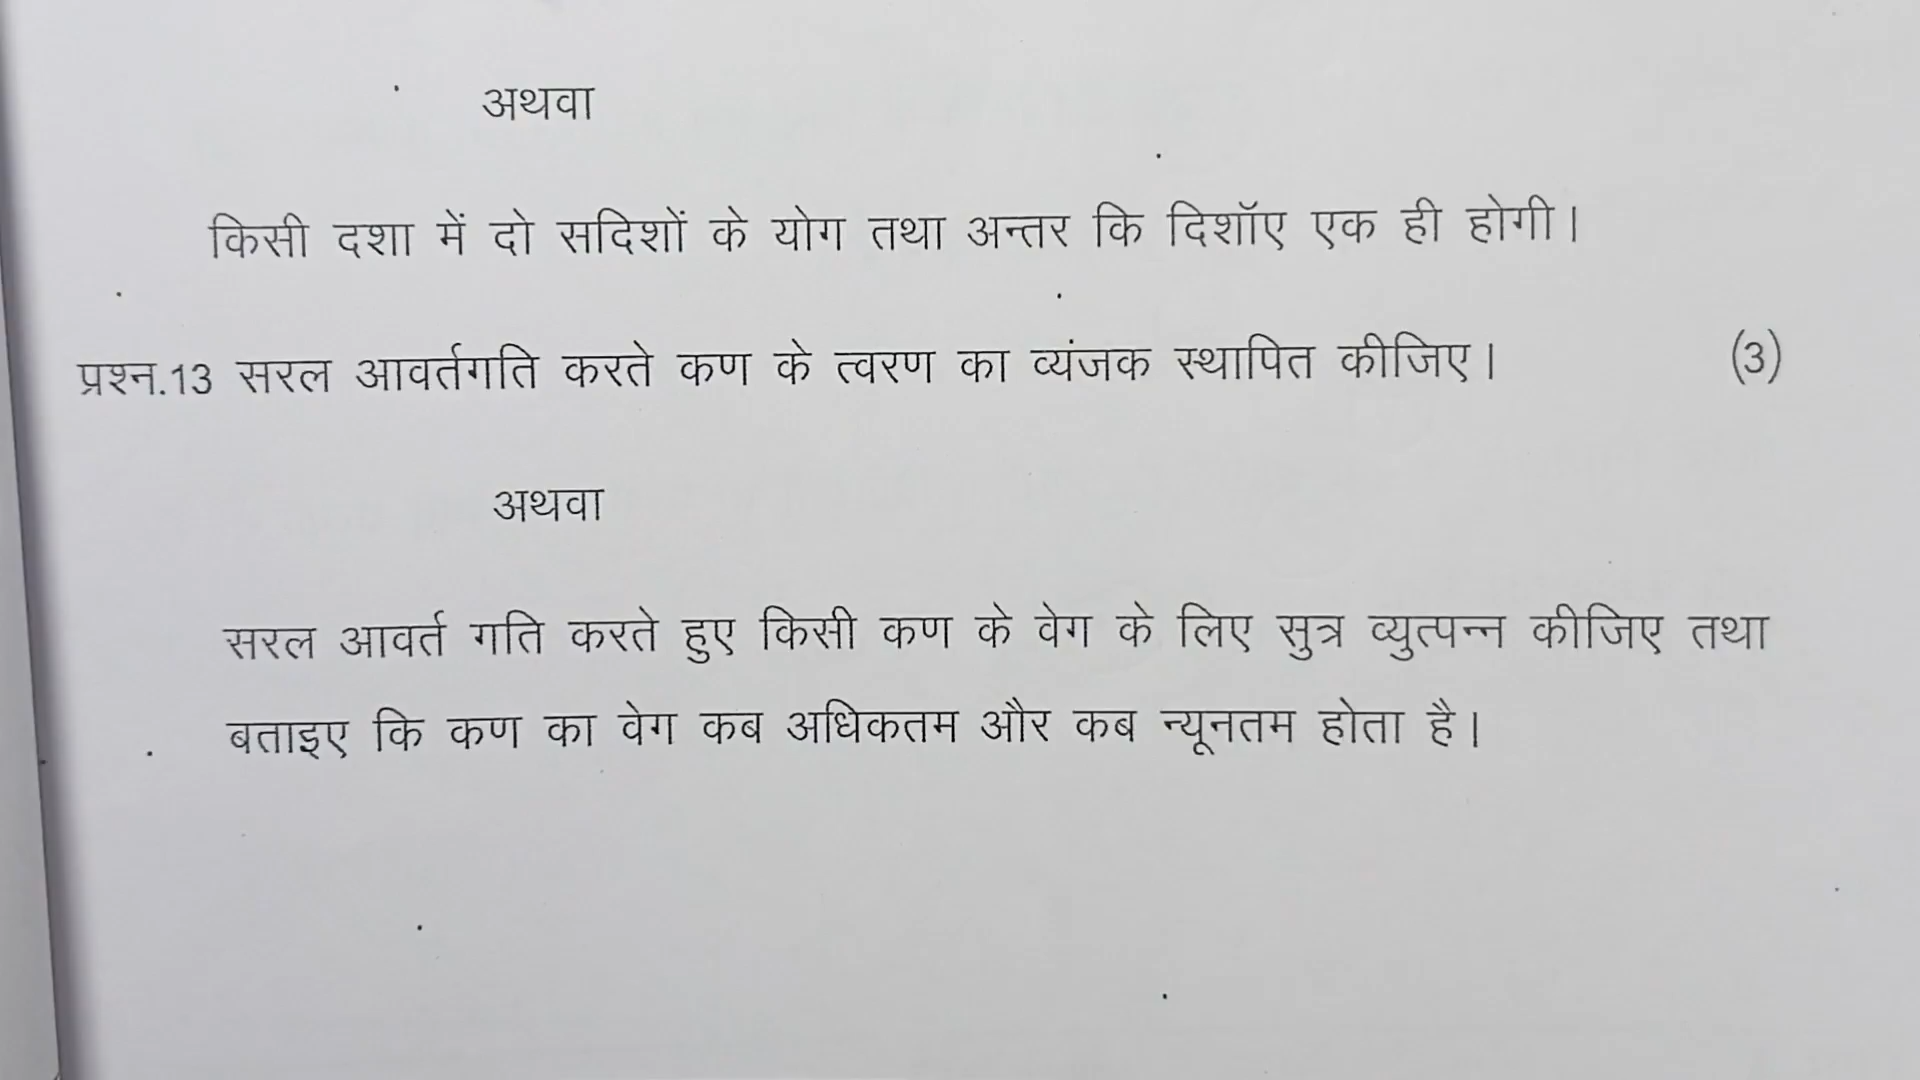 अथवा
किसी दशा में दो सदिशों के योग तथा अन्तर कि दिशॉए एक ही होगी।
प्रश्न.13 सरल आवर्तगति करते कण के त्वरण का व्यंजक स्थापित कीजिए। (3)
अथवा
सरल आवर्त गति करते हुए किसी कण के वेग के लिए सुत्र व्युत्पन्न कीजिए तथा
बताइए कि कण का वेग कब अधिकतम और कब न्यूनतम होता है।